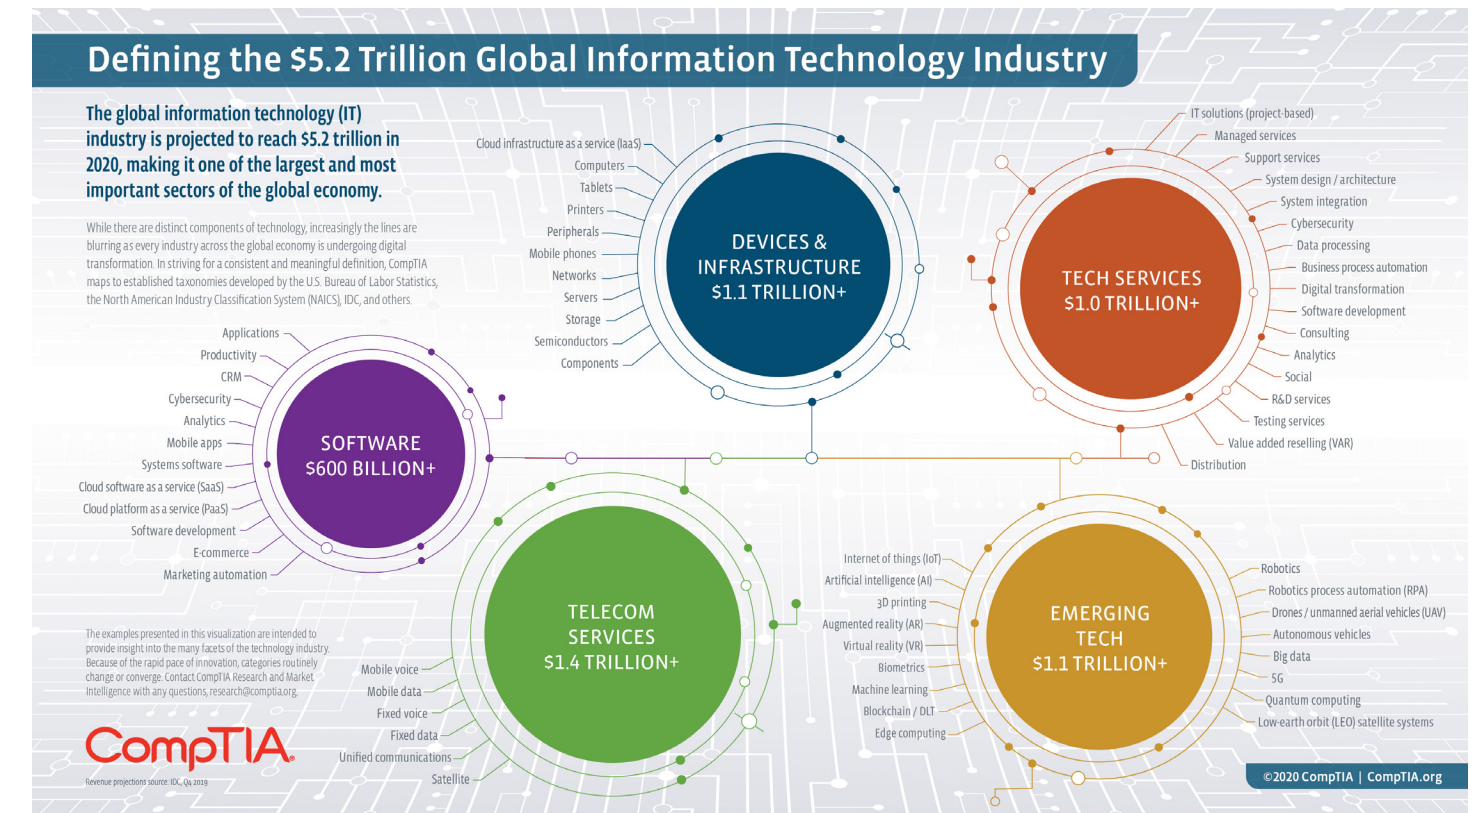 Defining the $5.2 Trillion Global Information Technology Industry
The global information technology (IT)
industry is projected to reach $5.2 trillion in
2020, making it one of the largest and most
important sectors of the global economy.
While there are distinct components of technology, increasingly the lines are
blurring as every industry across the global economy is undergoing digital
transformation. In striving for a consistent and meaningful definition, CompTIA
maps to established taxonomies developed by the U.S. Bureau of Labor Statistics,
the North American Industry Classification System (NAICS), IDC, and others.
Cloud infrastructure as a service (IaaS)
Computers
Tablets
Printers
Peripherals
Mobile phones
Networks
Servers
Storage
Semiconductors
Components
DEVICES &
INFRASTRUCTURE
$1.1 TRILLION+
TECH SERVICES
$1.0 TRILLION+
IT solutions (project-based)
Managed services
Support services
System design / architecture
System integration
Cybersecurity
Data processing
Business process automation
Digital transformation
Software development
Consulting
Analytics
Social
R&D services
Testing services
Value added reselling (VAR)
Distribution
Applications
Productivity
CRM
Cybersecurity
Analytics
Mobile apps
Systems software
Cloud software as a service (SaaS)
Cloud platform as a service (PaaS)
Software development
E-commerce
Marketing automation
SOFTWARE
$600 BILLION+
TELECOM
SERVICES
$1.4 TRILLION+
Mobile voice
Mobile data
Fixed voice
Fixed data
Unified communications
Satellite
Internet of things (IoT)
Artificial intelligence (AI)
3D printing
Augmented reality (AR)
Virtual reality (VR)
Biometrics
Machine learning
Blockchain / DLT
Edge computing
EMERGING
TECH
$1.1 TRILLION+
Robotics
Robotics process automation (RPA)
Drones / unmanned aerial vehicles (UAV)
Autonomous vehicles
Big data
5G
Quantum computing
Low-earth orbit (LEO) satellite systems
The examples presented in this visualization are intended to
provide insight into the many facets of the technology industry.
Because of the rapid pace of innovation, categories routinely
change or converge. Contact CompTIA Research and Market
Intelligence with any questions, research@comptia.org.
CompTIA®
Revenue projections source: IDC, Q4 2019
©2020 CompTIA | CompTIA.org